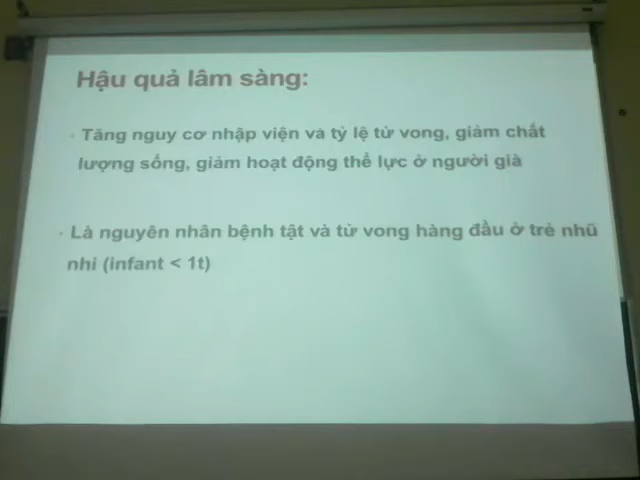 Hậu quả lâm sàng:
- Tăng nguy cơ nhập viện và tỷ lệ tử vong, giảm chất
lượng sống, giảm hoạt động thể lực ở người già
- Là nguyên nhân bệnh tật và tử vong hàng đầu ở trẻ nhũ
nhi (infant < 1t)